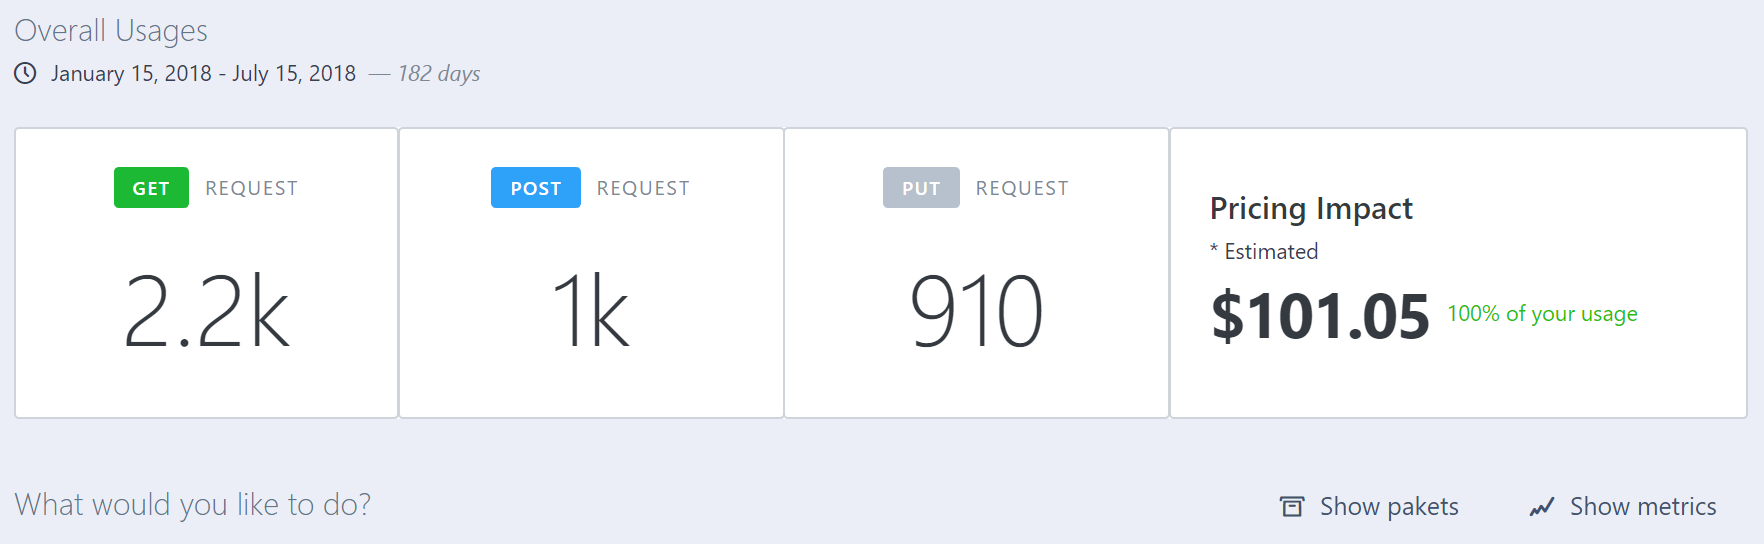 Overall Usages
January 15, 2018 - July 15, 2018 — 182 days
GET REQUEST
2.2k
POST REQUEST
1k
PUT REQUEST
910
Pricing Impact
* Estimated
$101.05 100% of your usage
What would you like to do?
Show pakets
Show metrics